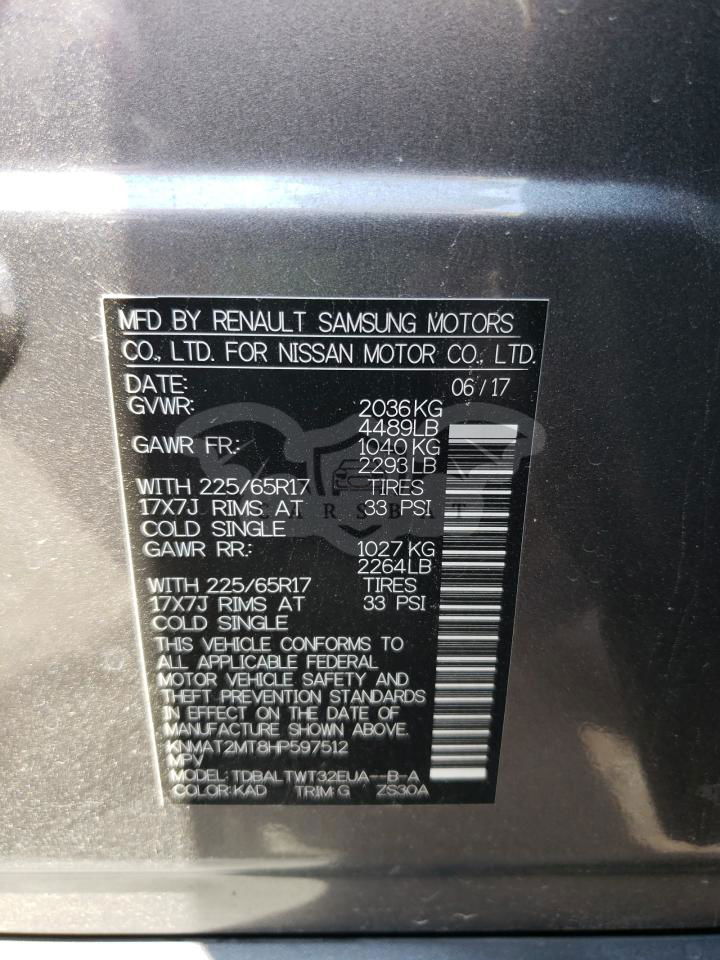 MFD BY RENAULT SAMSUNG MOTORS
CO., LTD. FOR NISSAN MOTOR CO., LTD.
DATE: 06/17
GVWR: 2036KG
4489LB
GAWR FR.: 1040KG
2293LB
WITH 225/65R17 TIRES
17X7J RIMS AT 33 PSI
COLD SINGLE
GAWR RR.: 1027KG
2264LB
WITH 225/65R17 TIRES
17X7J RIMS AT 33 PSI
COLD SINGLE
THIS VEHICLE CONFORMS TO
ALL APPLICABLE FEDERAL
MOTOR VEHICLE SAFETY AND
THEFT PREVENTION STANDARDS
IN EFFECT ON THE DATE OF
MANUFACTURE SHOWN ABOVE.
KNMAT2MT8HP597512
MPV
MODEL: TDBALTWT32EUA--B-A
COLOR:KAD TRIM:G ZS30A